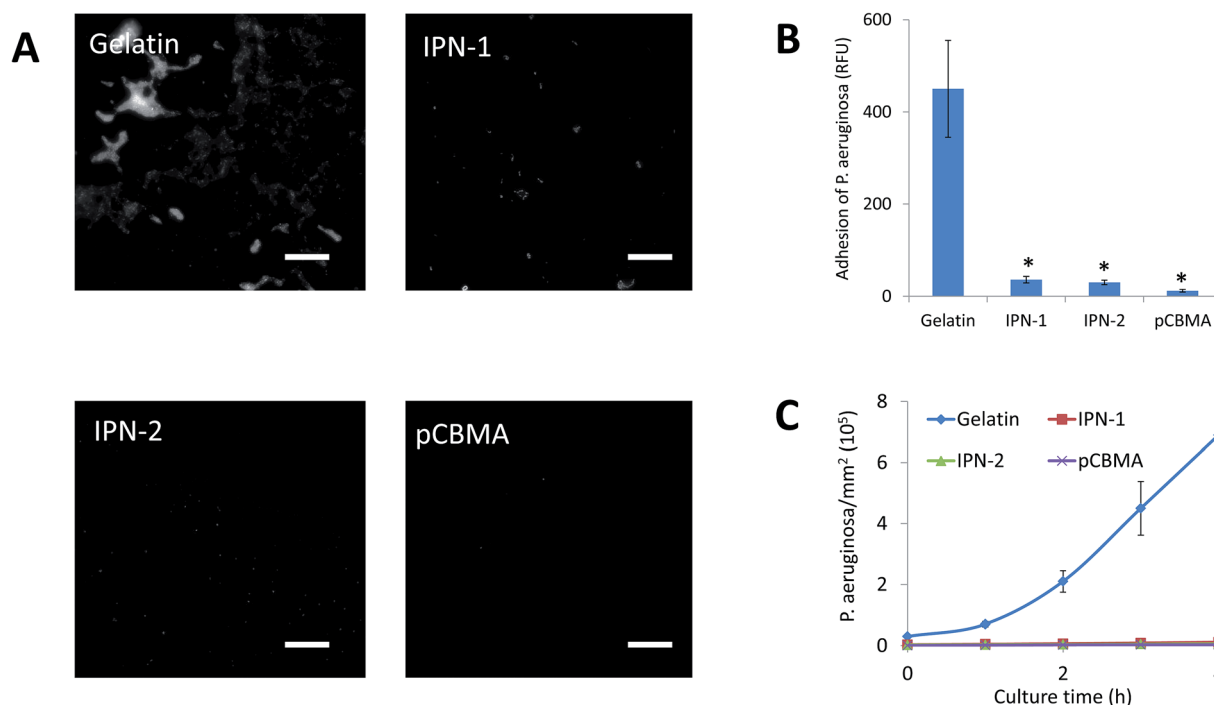 A
Gelatin
IPN-1
IPN-2
pCBMA
B
Adhesion of P. aeruginosa (RFU)
600
400
200
0
*
*
*
Gelatin IPN-1 IPN-2 pCBMA
C
P. aeruginosa/mm² (10⁵)
8
6
4
2
0
Gelatin IPN-1
IPN-2 pCBMA
0 2
Culture time (h)